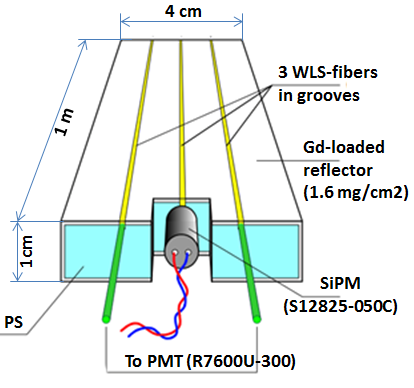 4 cm
1 m
3 WLS-fibers
in grooves
Gd-loaded
reflector
(1.6 mg/cm2)
1cm
SiPM
(S12825-050C)
PS
To PMT (R7600U-300)